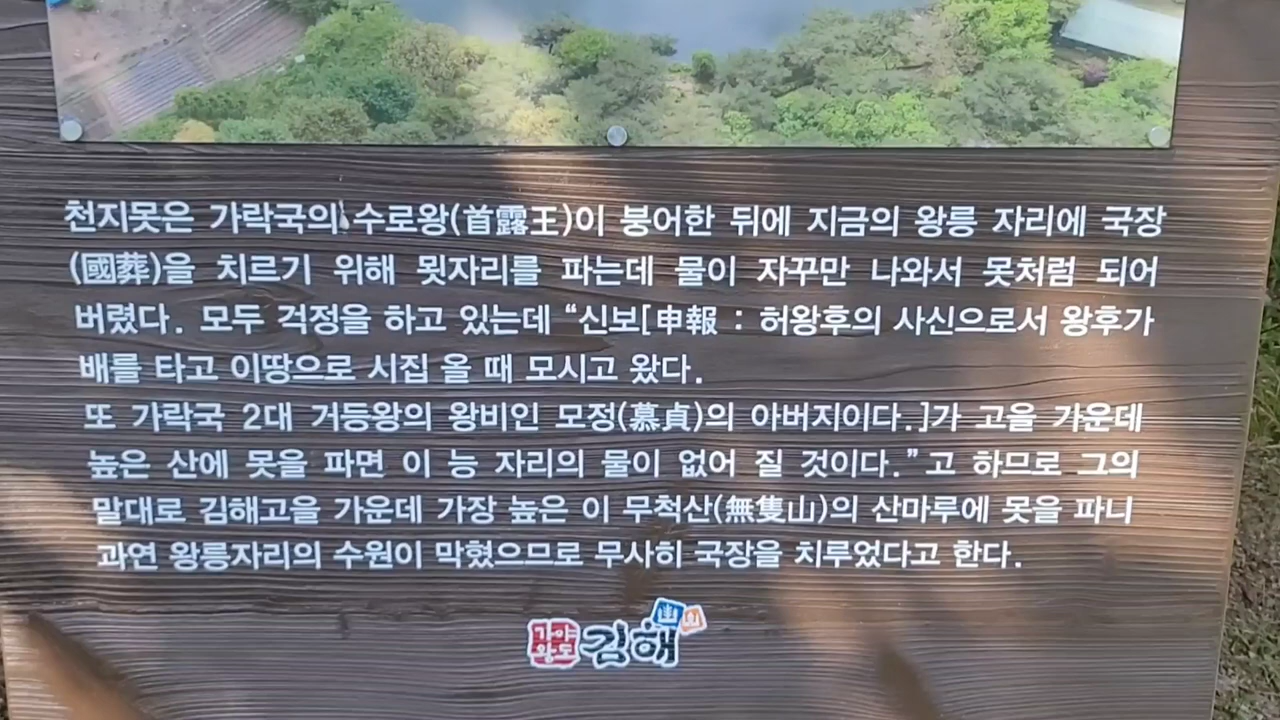 천지못은 가락국의 수로왕(首露王)이 붕어한 뒤에 지금의 왕릉 자리에 국장
(國葬)을 치르기 위해 묏자리를 파는데 물이 자꾸만 나와서 못처럼 되어
버렸다. 모두 걱정을 하고 있는데 “신보[申報 : 허왕후의 사신으로서 왕후가
배를 타고 이땅으로 시집 올 때 모시고 왔다.
또 가락국 2대 거등왕의 왕비인 모정(慕貞)의 아버지이다.]가 고을 가운데
높은 산에 못을 파면 이 능 자리의 물이 없어 질 것이다.”고 하므로 그의
말대로 김해고을 가운데 가장 높은 이 무척산(無隻山)의 산마루에 못을 파니
과연 왕릉자리의 수원이 막혔으므로 무사히 국장을 치루었다고 한다.
가야
왕도 김해